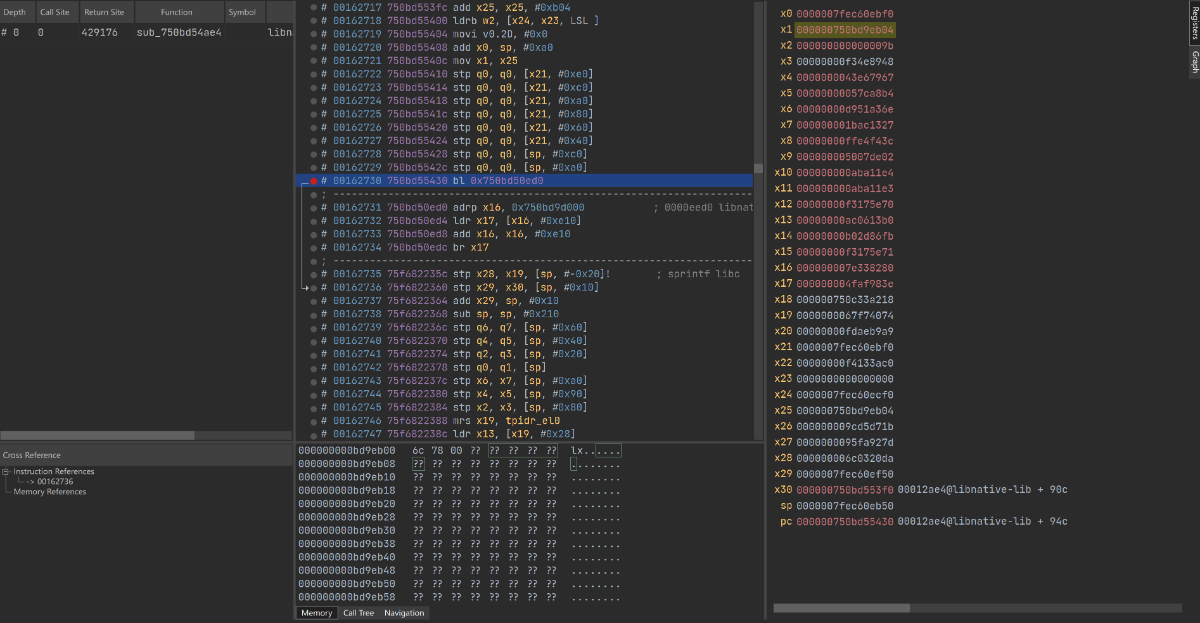 Depth Call Site Return Site Function Symbol
# 0 0 429176 sub_750bd54ae4 libn
Cross Reference
Instruction References
-> 00162736
Memory References
# 00162717 750bd553fc add x25, x25, #0xb04
# 00162718 750bd55400 ldrb w2, [x24, x23, LSL ]
# 00162719 750bd55404 movi v0.2D, #0x0
# 00162720 750bd55408 add x0, sp, #0xa0
# 00162721 750bd5540c mov x1, x25
# 00162722 750bd55410 stp q0, q0, [x21, #0xe0]
# 00162723 750bd55414 stp q0, q0, [x21, #0xc0]
# 00162724 750bd55418 stp q0, q0, [x21, #0xa0]
# 00162725 750bd5541c stp q0, q0, [x21, #0x80]
# 00162726 750bd55420 stp q0, q0, [x21, #0x60]
# 00162727 750bd55424 stp q0, q0, [x21, #0x40]
# 00162728 750bd55428 stp q0, q0, [sp, #0xc0]
# 00162729 750bd5542c stp q0, q0, [sp, #0xa0]
# 00162730 750bd55430 bl 0x750bd50ed0
; ----------------------------------------------------------------
# 00162731 750bd50ed0 adrp x16, 0x750bd9d000 ; 0000eed0 libnat
# 00162732 750bd50ed4 ldr x17, [x16, #0xe10]
# 00162733 750bd50ed8 add x16, x16, #0xe10
# 00162734 750bd50edc br x17
; ----------------------------------------------------------------
# 00162735 75f682235c stp x28, x19, [sp, #-0x20]! ; sprintf libc
# 00162736 75f6822360 stp x29, x30, [sp, #0x10]
# 00162737 75f6822364 add x29, sp, #0x10
# 00162738 75f6822368 sub sp, sp, #0x210
# 00162739 75f682236c stp q6, q7, [sp, #0x60]
# 00162740 75f6822370 stp q4, q5, [sp, #0x40]
# 00162741 75f6822374 stp q2, q3, [sp, #0x20]
# 00162742 75f6822378 stp q0, q1, [sp]
# 00162743 75f682237c stp x6, x7, [sp, #0xa0]
# 00162744 75f6822380 stp x4, x5, [sp, #0x90]
# 00162745 75f6822384 stp x2, x3, [sp, #0x80]
# 00162746 75f6822388 mrs x19, tpidr_el0
# 00162747 75f682238c ldr x13, [x19, #0x28]
000000000bd9eb00 6c 78 00 ?? ?? ?? ?? ?? lx......
000000000bd9eb08 ?? ?? ?? ?? ?? ?? ?? ?? ........
000000000bd9eb10 ?? ?? ?? ?? ?? ?? ?? ?? ........
000000000bd9eb18 ?? ?? ?? ?? ?? ?? ?? ?? ........
000000000bd9eb20 ?? ?? ?? ?? ?? ?? ?? ?? ........
000000000bd9eb28 ?? ?? ?? ?? ?? ?? ?? ?? ........
000000000bd9eb30 ?? ?? ?? ?? ?? ?? ?? ?? ........
000000000bd9eb38 ?? ?? ?? ?? ?? ?? ?? ?? ........
000000000bd9eb40 ?? ?? ?? ?? ?? ?? ?? ?? ........
000000000bd9eb48 ?? ?? ?? ?? ?? ?? ?? ?? ........
000000000bd9eb50 ?? ?? ?? ?? ?? ?? ?? ?? ........
000000000bd9eb58 ?? ?? ?? ?? ?? ?? ?? ?? ........
Memory Call Tree Navigation
x0 0000007fec60ebf0
x1 000000750bd9eb04
x2 000000000000009b
x3 00000000f34e8948
x4 0000000043e67967
x5 0000000057ca8b4
x6 00000000d951a36e
x7 000000001bac1327
x8 00000000ffe4f43c
x9 000000005007de02
x10 00000000aba11e4
x11 00000000aba11e3
x12 00000000f3175e70
x13 00000000ac0613b0
x14 00000000b02d86fb
x15 00000000f3175e71
x16 000000007e338280
x17 000000004faf983c
x18 000000750c33a218
x19 0000000067f74074
x20 00000000fdaeb9a9
x21 0000007fec60ebf0
x22 00000000f4133ac0
x23 0000000000000000
x24 0000007fec60ecf0
x25 000000750bd9eb04
x26 000000009cd5d71b
x27 0000000095fa927d
x28 000000006c0320da
x29 0000007fec60ef50
x30 000000750bd553f0 00012ae4@libnative-lib + 90c
sp 0000007fec60eb50
pc 000000750bd55430 00012ae4@libnative-lib + 94c
Registers
Graph